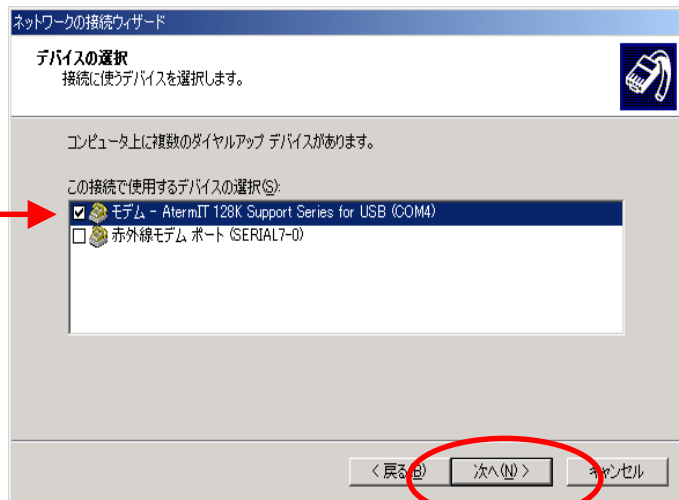 ネットワークの接続ウィザード
デバイスの選択
接続に使うデバイスを選択します。
コンピュータ上に複数のダイヤルアップ デバイスがあります。
この接続で使用するデバイスの選択(S):
モデム - AtermIT 128K Support Series for USB (COM4)
赤外線モデム ポート (SERIAL7-0)
< 戻る(B) 次へ(N) > キャンセル